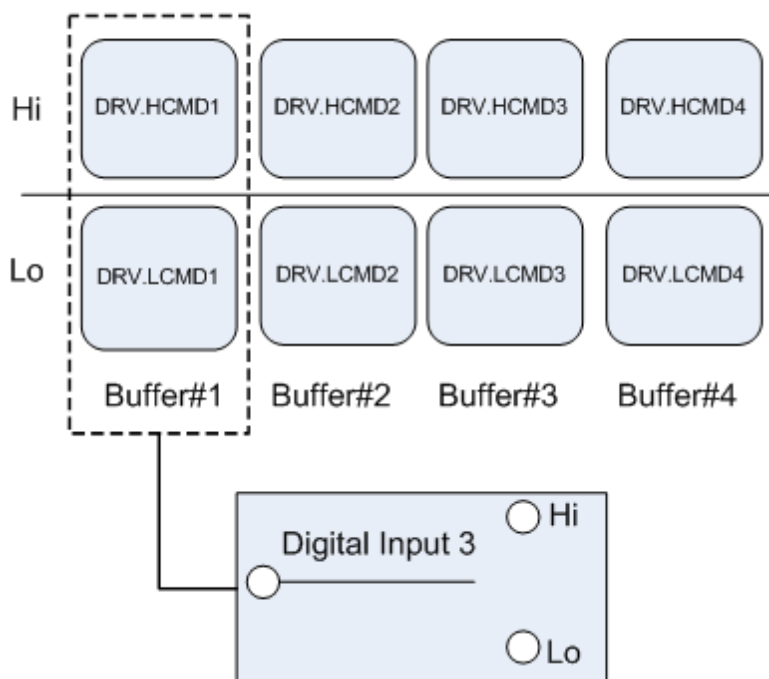 Hi
DRV.HCMD1 DRV.HCMD2 DRV.HCMD3 DRV.HCMD4
Lo
DRV.LCMD1 DRV.LCMD2 DRV.LCMD3 DRV.LCMD4
Buffer#1 Buffer#2 Buffer#3 Buffer#4
Hi
Digital Input 3
Lo